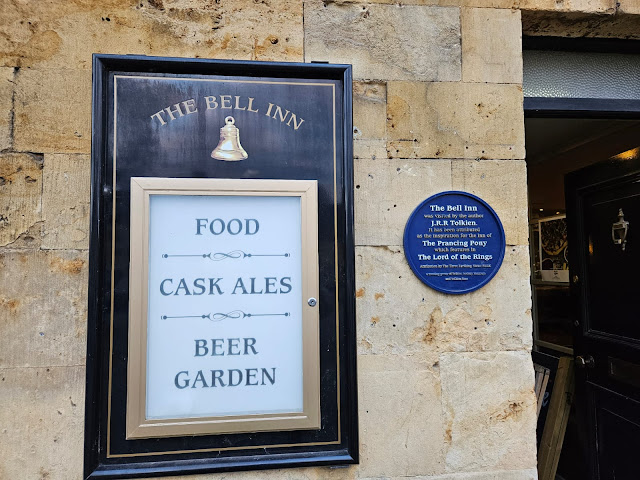 THE BELL INN
FOOD
CASK ALES
BEER
GARDEN
The Bell Inn
was visited by the author
J.R.R Tolkien.
It has been attributed
as the inspiration for the inn of
The Prancing Pony
which features in
The Lord of the Rings